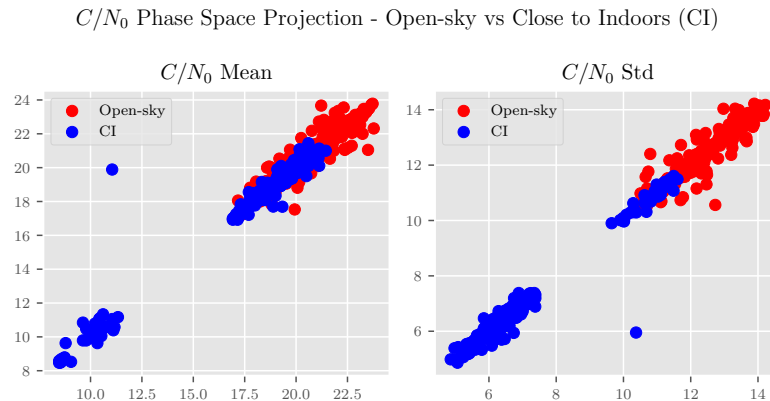 C/N₀ Phase Space Projection - Open-sky vs Close to Indoors (CI)
C/N₀ Mean
C/N₀ Std
Open-sky
CI
24
22
20
18
16
14
12
10
8
10.0 12.5 15.0 17.5 20.0 22.5
Open-sky
CI
14
12
10
8
6
6 8 10 12 14